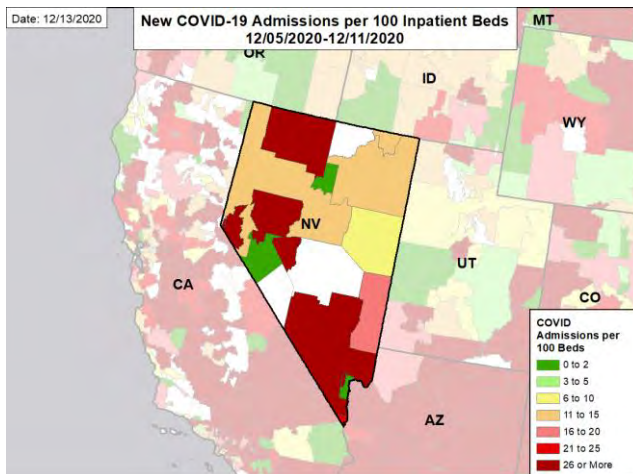 Date: 12/13/2020
New COVID-19 Admissions per 100 Inpatient Beds
12/05/2020-12/11/2020
MT
OR
ID
WY
NV
UT
CA
CO
AZ
COVID
Admissions per
100 Beds
0 to 2
3 to 5
6 to 10
11 to 15
16 to 20
21 to 25
26 or More